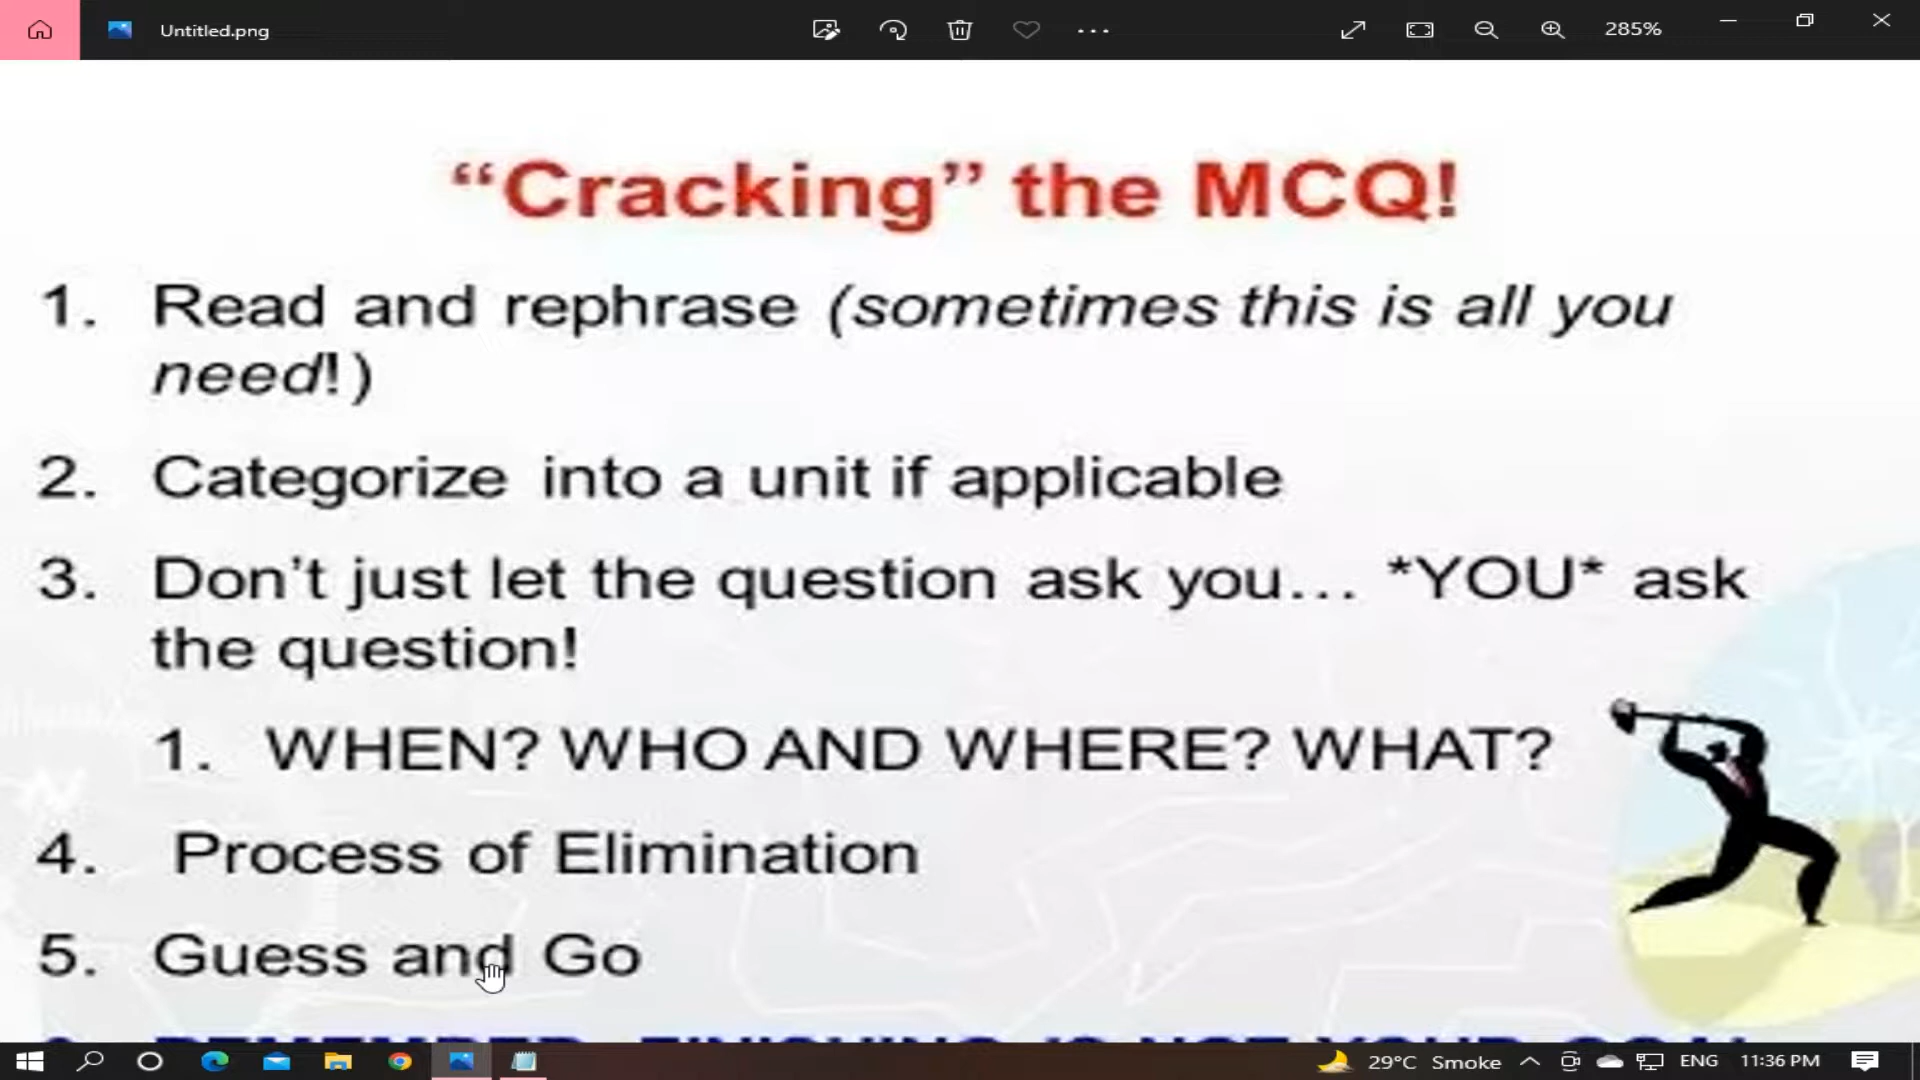 Untitled.png
285%
“Cracking” the MCQ!
1. Read and rephrase (sometimes this is all you
need!)
2. Categorize into a unit if applicable
3. Don’t just let the question ask you... *YOU* ask
the question!
1. WHEN? WHO AND WHERE? WHAT?
4. Process of Elimination
5. Guess and Go
29°C Smoke ENG 11:36 PM